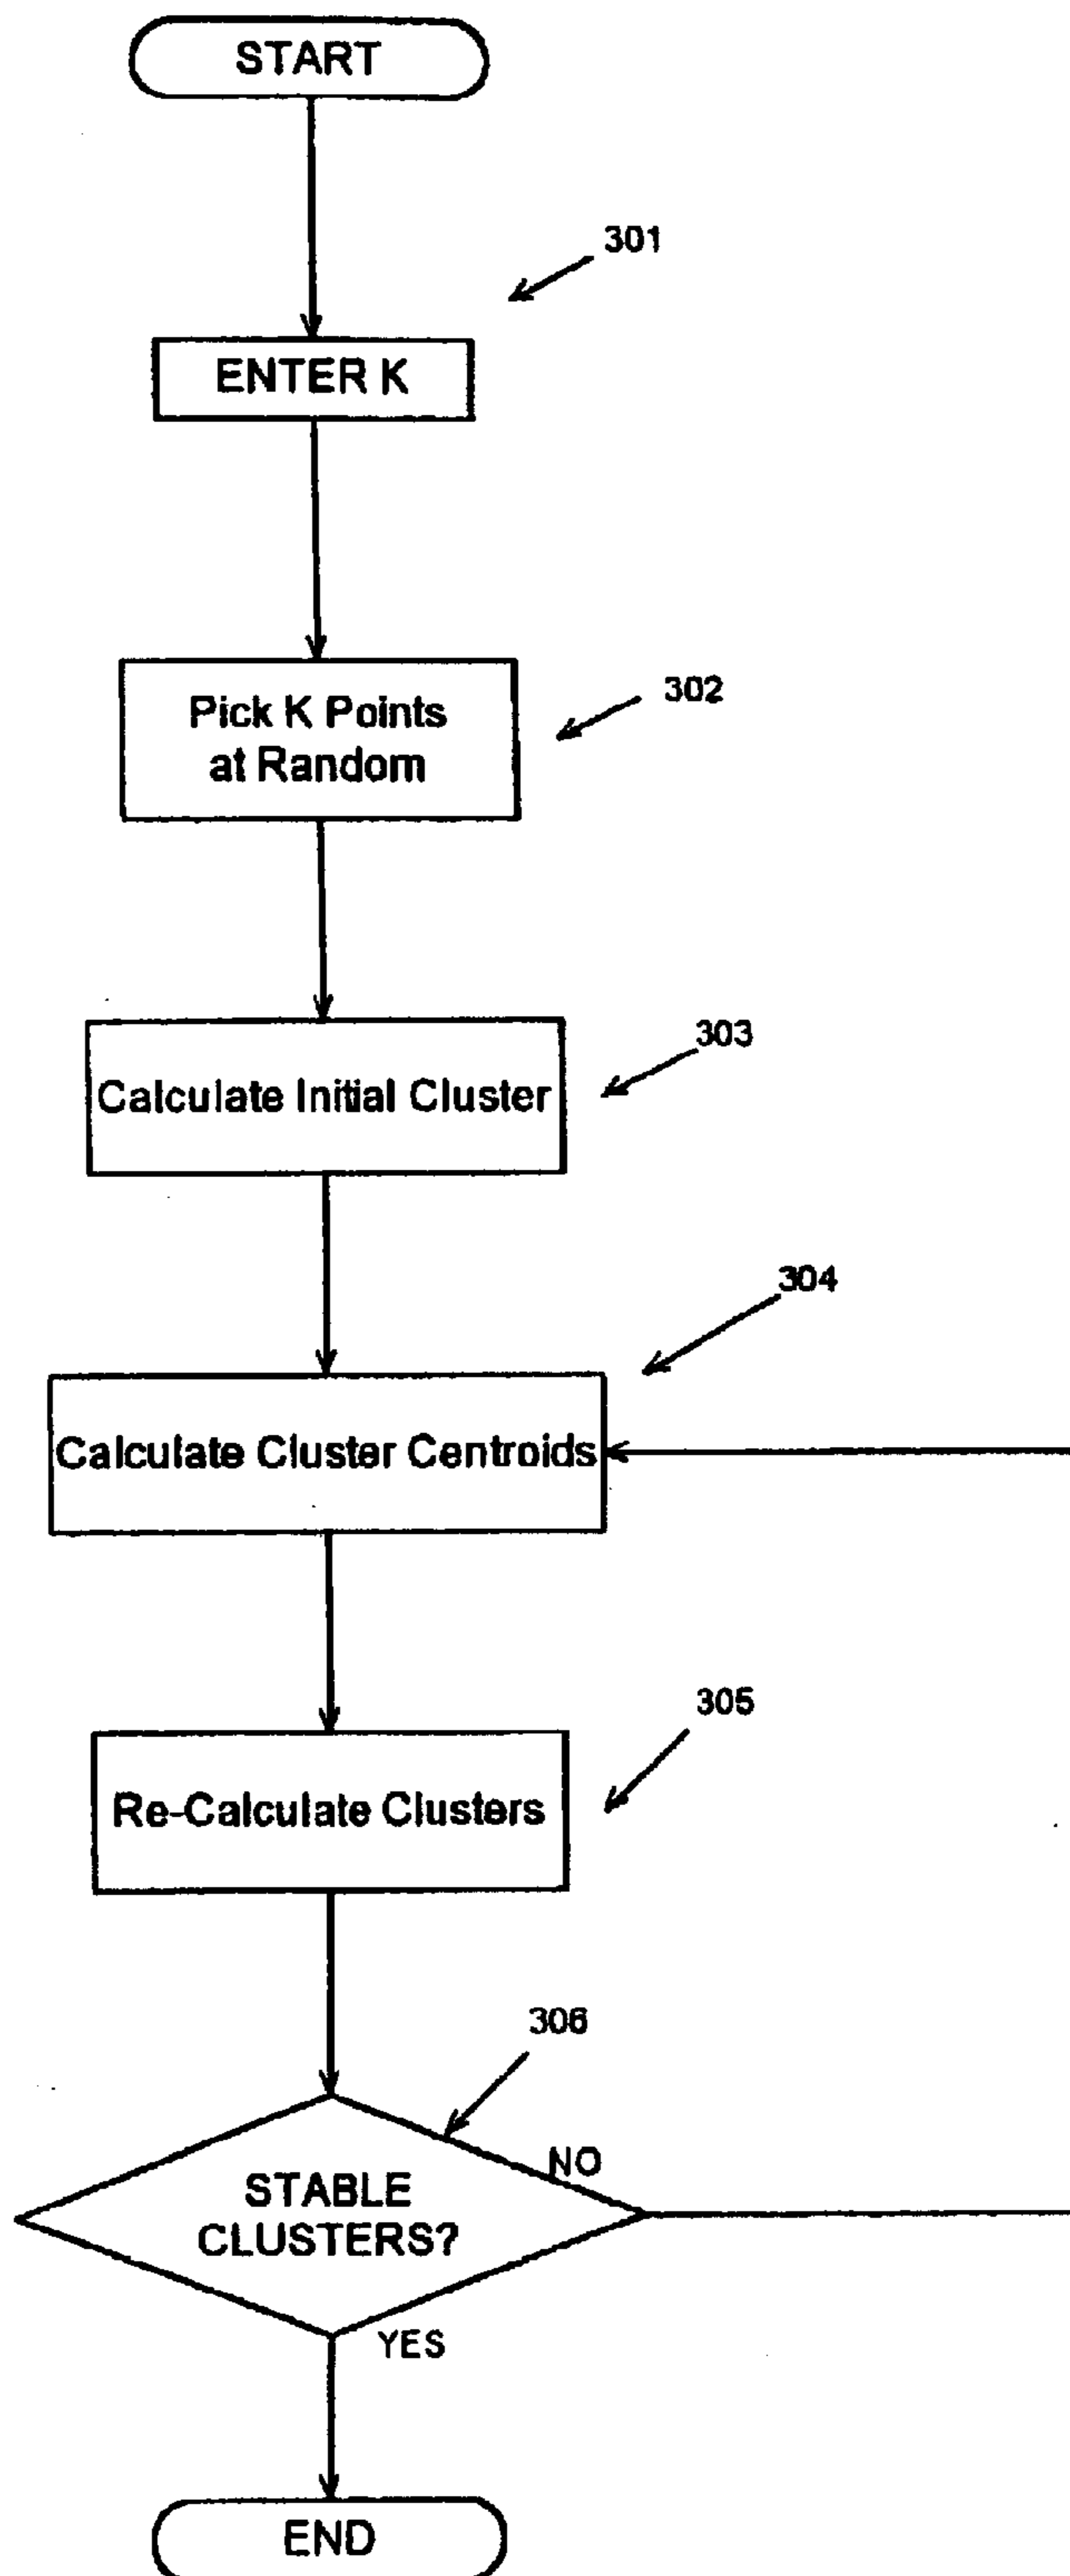 START
301
ENTER K
302
Pick K Points
at Random
303
Calculate Initial Cluster
304
Calculate Cluster Centroids
305
Re-Calculate Clusters
306
NO
STABLE
CLUSTERS?
YES
END